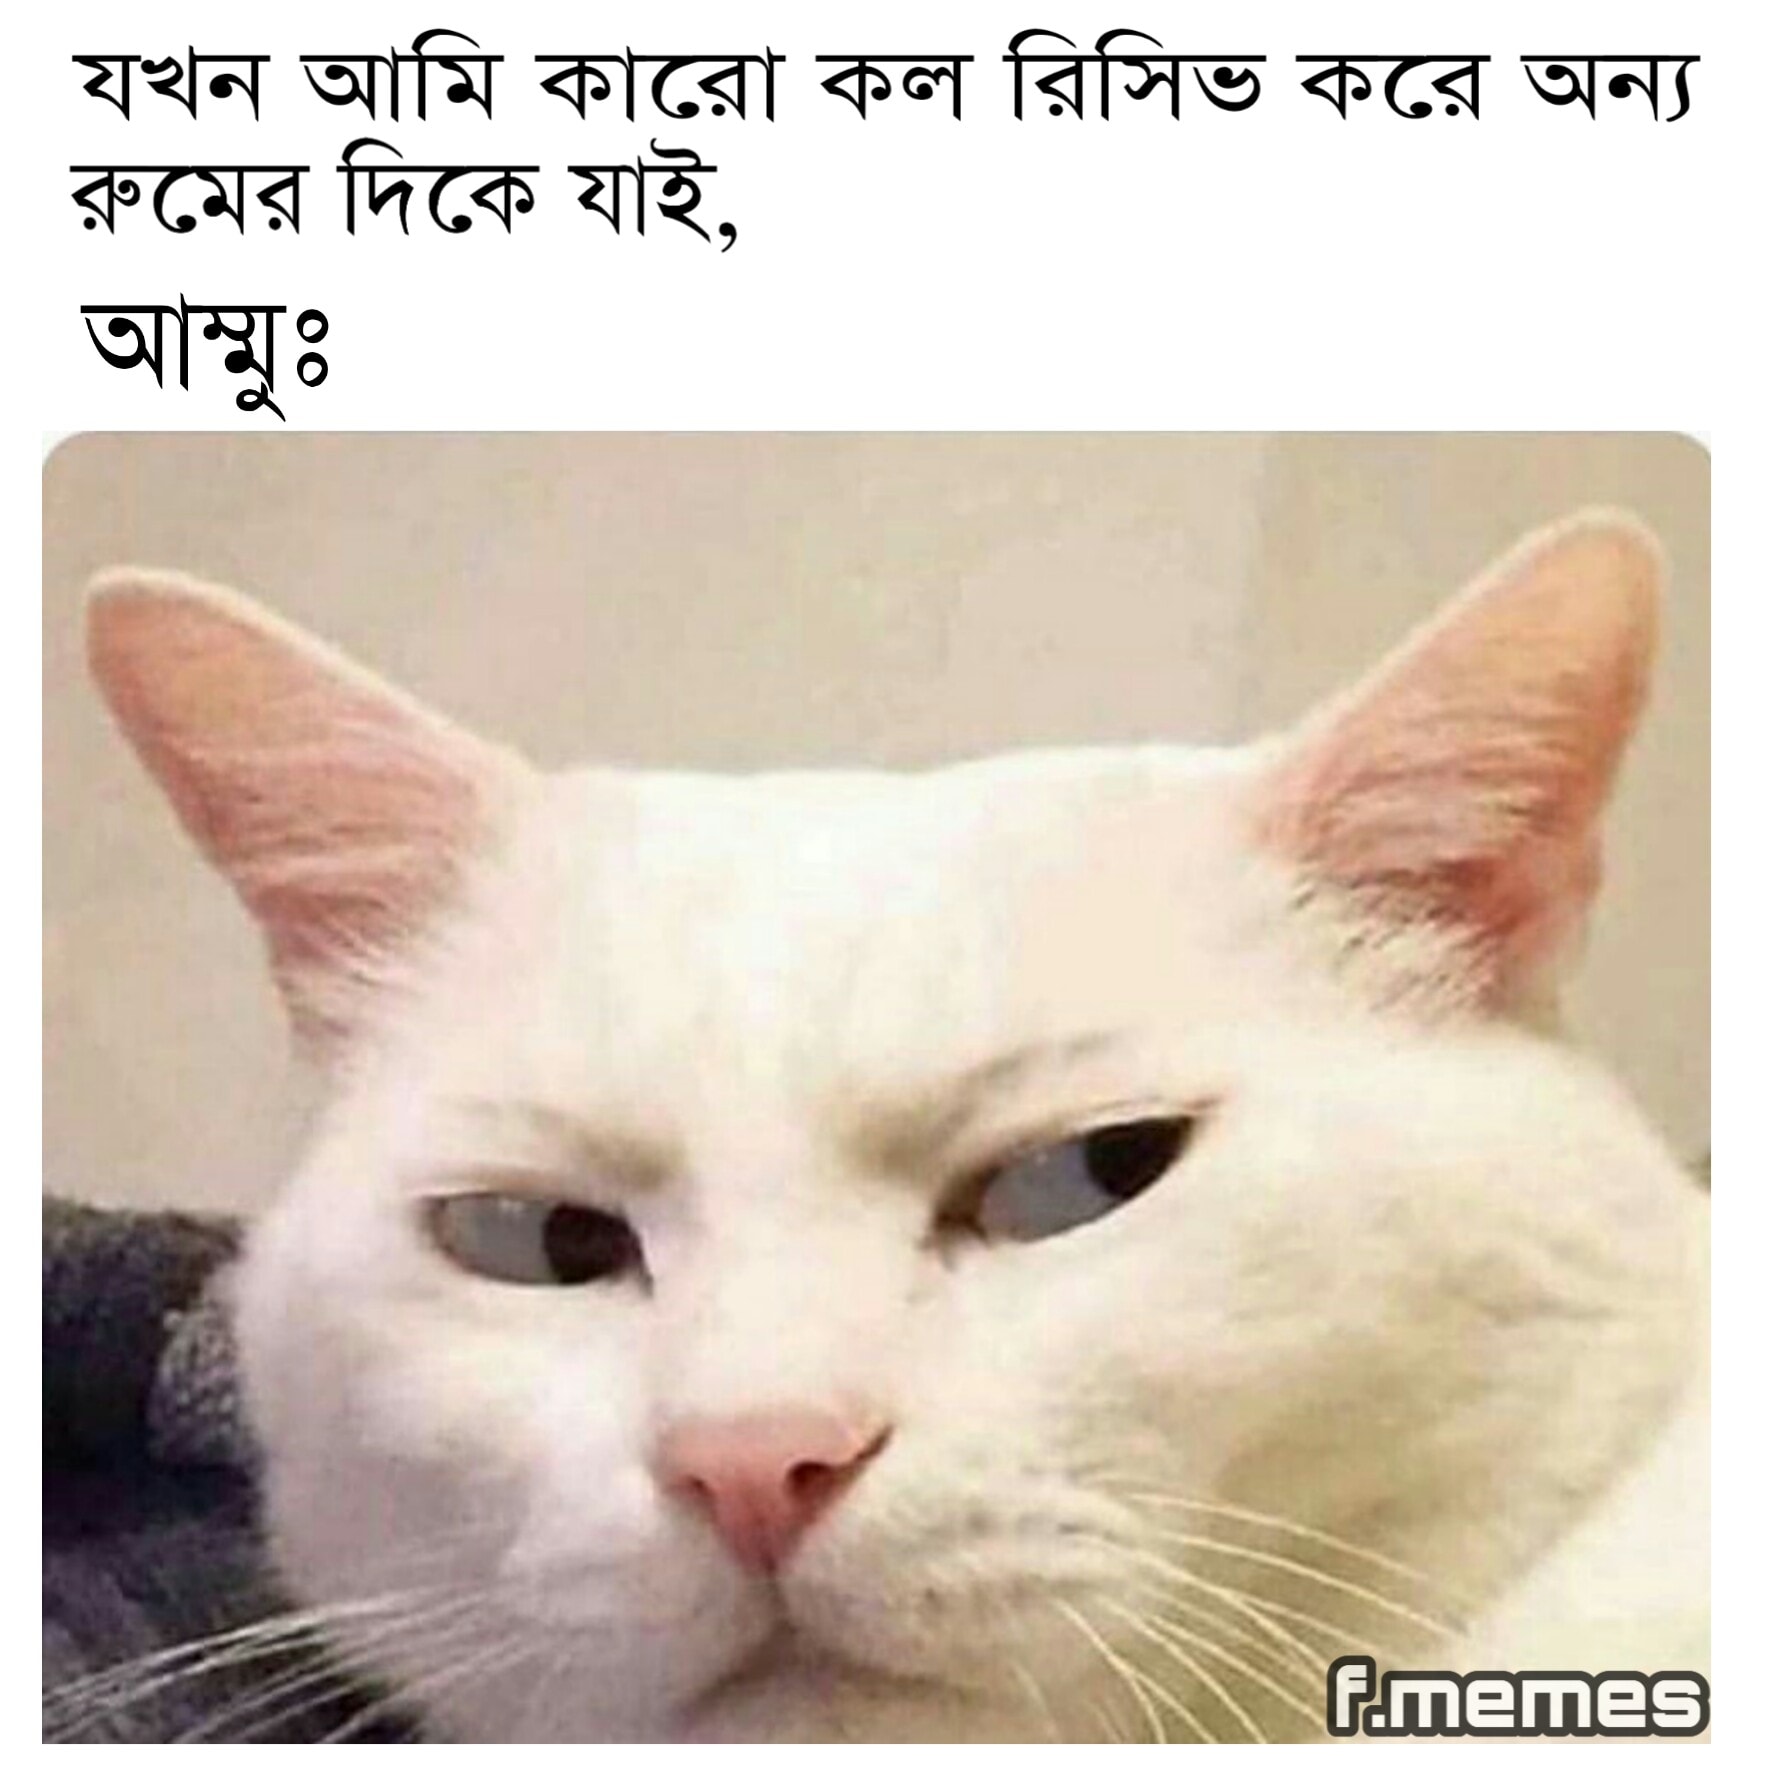 যখন আমি কারো কল রিসিভ করে অন্য
রুমের দিকে যাই,
আম্মুঃ
f.memes